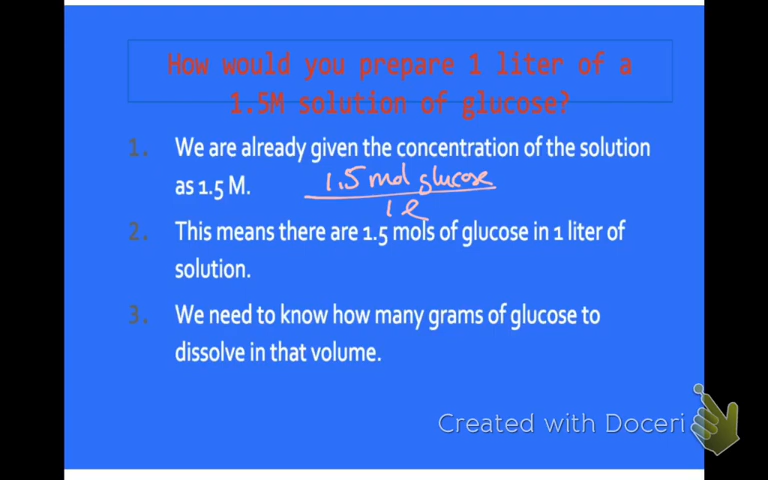 How would you prepare 1 liter of a
1.5M solution of glucose?
1. We are already given the concentration of the solution
as 1.5 M.
1.5 mol glucose
1 l
2. This means there are 1.5 mols of glucose in 1 liter of
solution.
3. We need to know how many grams of glucose to
dissolve in that volume.
Created with Doceri